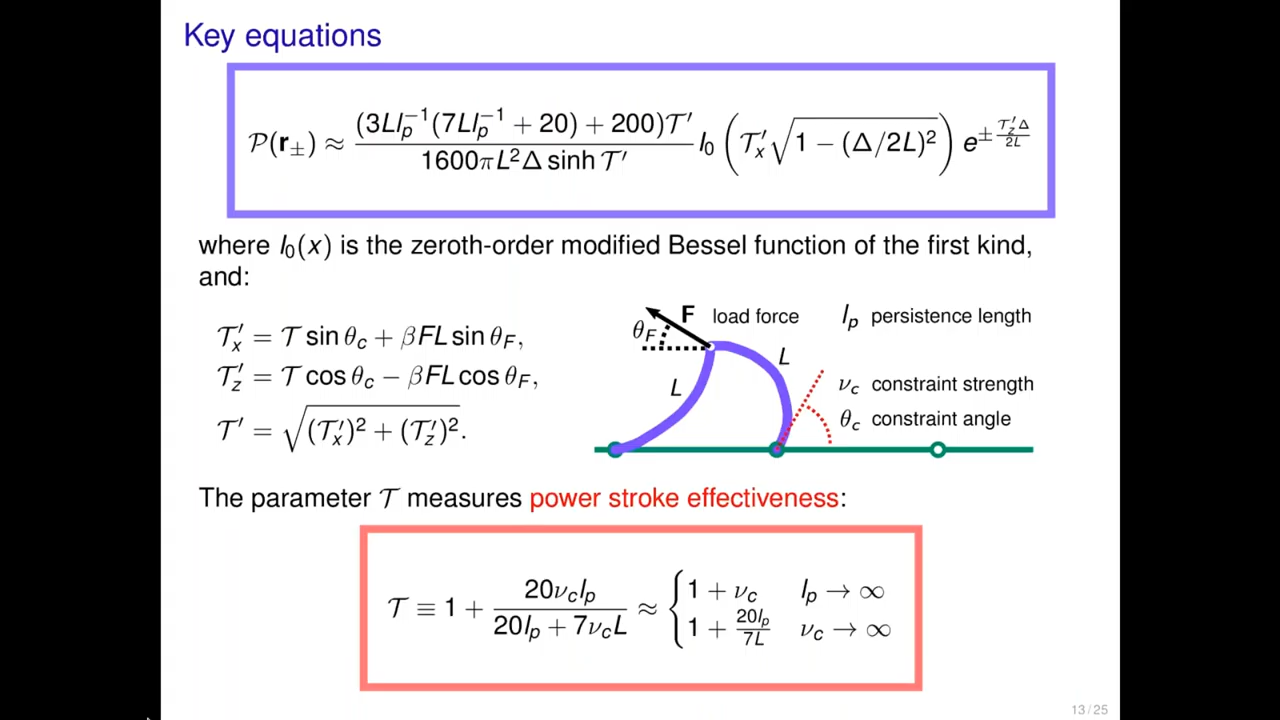 Key equations
𝒫(r±) ≈ (3Ll_p^{-1}(7Ll_p^{-1} + 20) + 200)𝒯′ / (1600πL²Δ sinh 𝒯′) I₀ (𝒯′_x √(1 − (Δ/2L)²)) e^{± 𝒯′_z Δ / 2L}
where I₀(x) is the zeroth-order modified Bessel function of the first kind,
and:
𝒯′_x = 𝒯 sin θ_c + βFL sin θ_F,
𝒯′_z = 𝒯 cos θ_c − βFL cos θ_F,
𝒯′ = √((𝒯′_x)² + (𝒯′_z)²).
θ_F
F load force
l_p persistence length
L
L
ν_c constraint strength
θ_c constraint angle
The parameter 𝒯 measures power stroke effectiveness:
𝒯 ≡ 1 + 20ν_c l_p / (20l_p + 7ν_c L) ≈ { 1 + ν_c l_p → ∞
1 + 20l_p / 7L ν_c → ∞
13 / 25